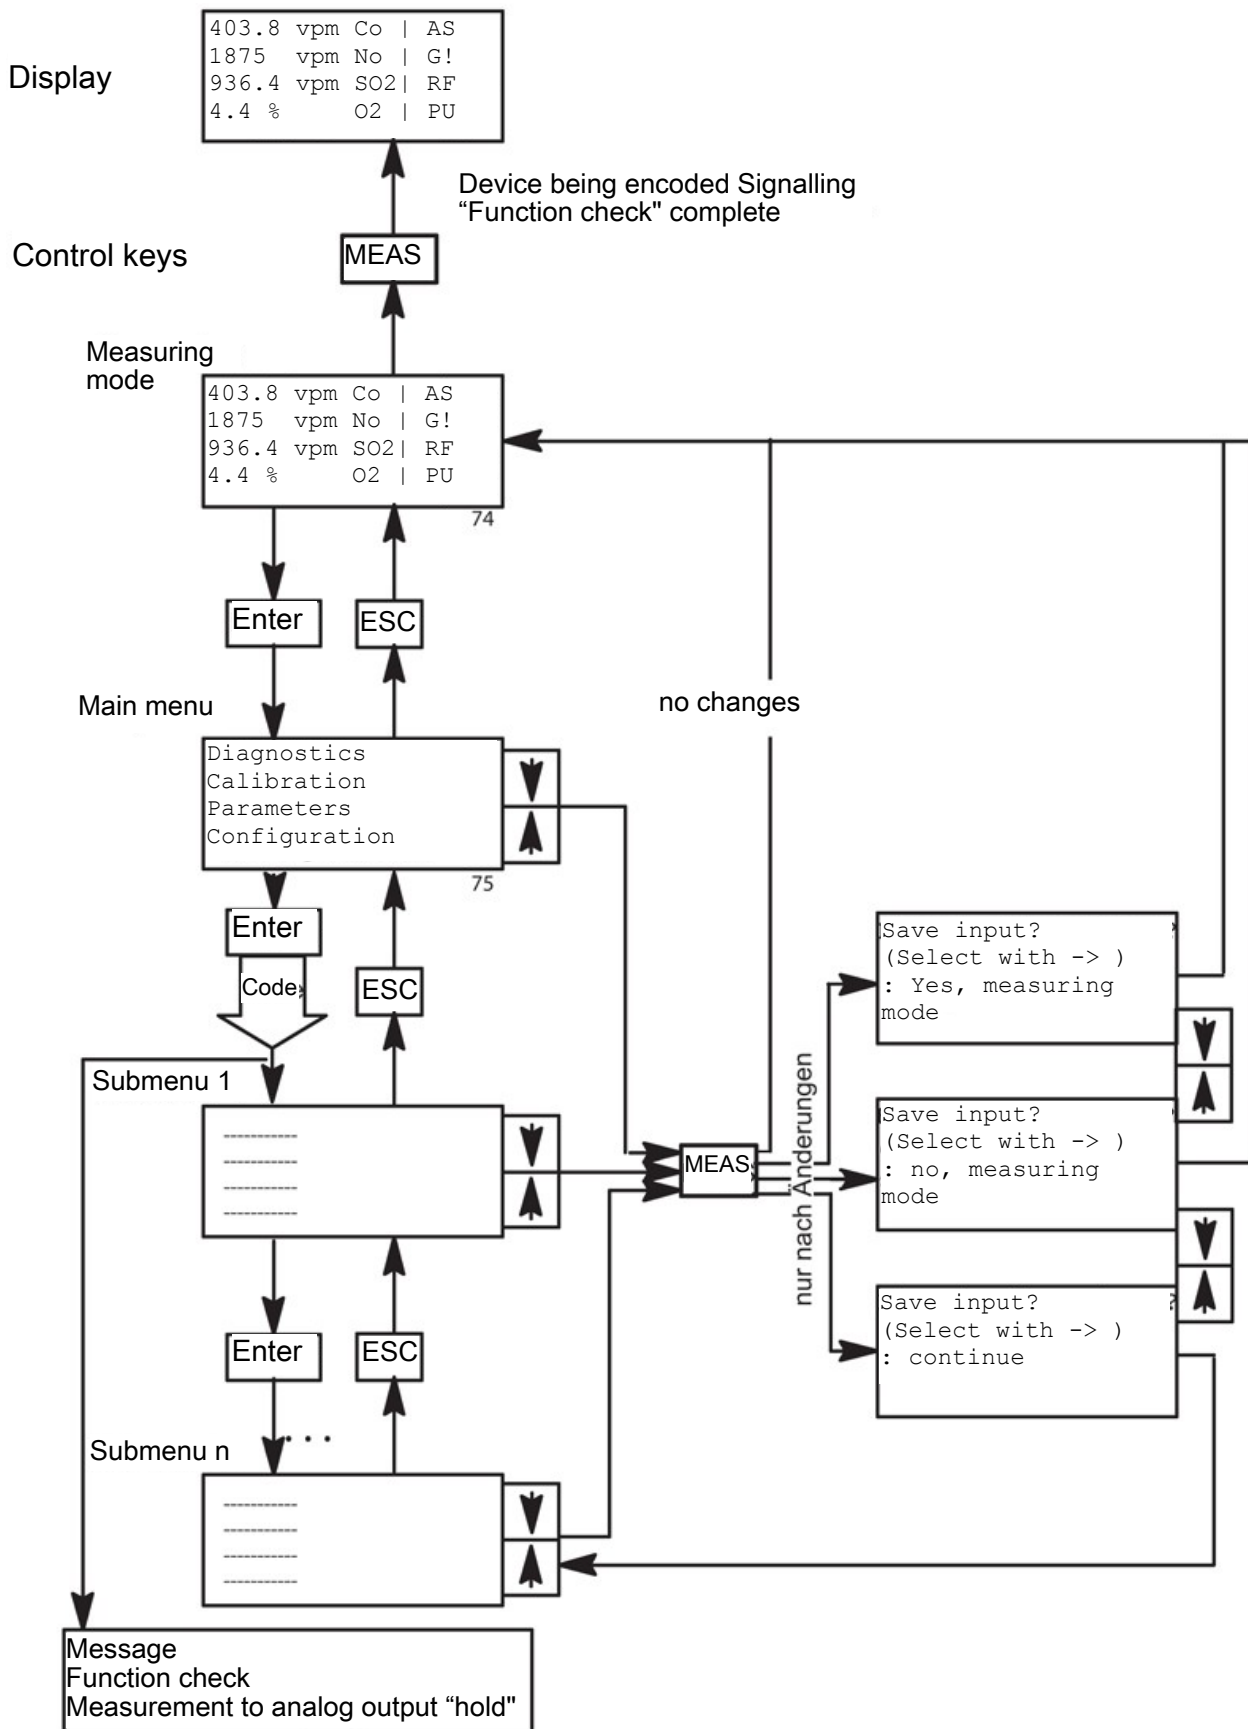 403.8 vpm Co | AS
1875 vpm No | G!
936.4 vpm SO2| RF
4.4 % O2 | PU
Display
Device being encoded Signalling
“Function check" complete
Control keys
MEAS
Measuring
mode
403.8 vpm Co | AS
1875 vpm No | G!
936.4 vpm SO2| RF
4.4 % O2 | PU
74
Enter
ESC
Main menu
no changes
Diagnostics
Calibration
Parameters
Configuration
75
Enter
Code
ESC
Submenu 1
-----------
-----------
-----------
-----------
MEAS
nur nach Änderungen
Save input?
(Select with -> )
: Yes, measuring
mode
Save input?
(Select with -> )
: no, measuring
mode
Save input?
(Select with -> )
: continue
Enter
ESC
. . .
Submenu n
-----------
-----------
-----------
-----------
Message
Function check
Measurement to analog output “hold"